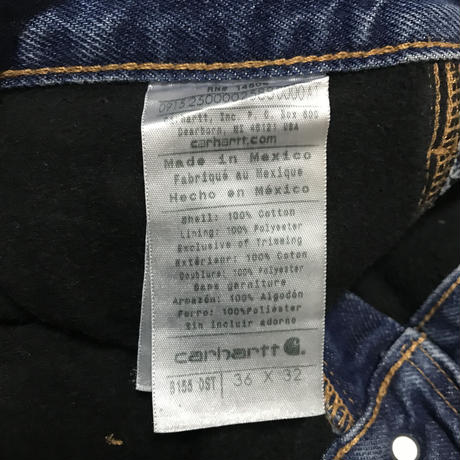 RN# 14806
Carhartt, Inc. P.O. Box 600
Dearborn, MI 48121 USA
carhartt.com
Made in Mexico
Fabriqué au Mexique
Hecho en México
Shell: 100% Cotton
Lining: 100% Polyester
Exclusive of Trimming
Extérieur: 100% Coton
Doublure: 100% Polyester
Sans garniture
Armazón: 100% Algodón
Forro: 100% Poliéster
Sin incluir adorno
carhartt
B155 DST 36 X 32